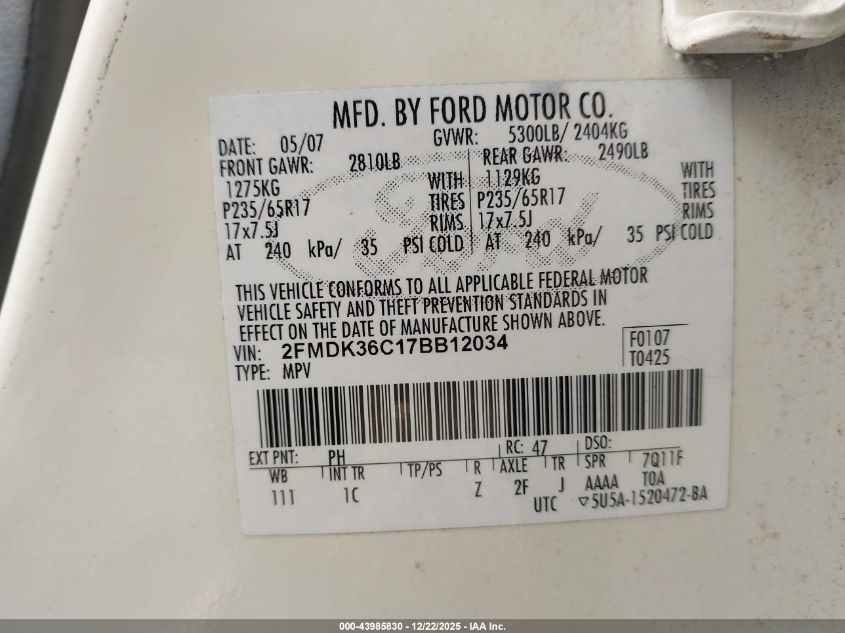 MFD. BY FORD MOTOR CO.
DATE: 05/07 GVWR: 5300LB/ 2404KG
FRONT GAWR: 2810LB REAR GAWR: 2490LB
1275KG WITH 1129KG WITH
P235/65R17 TIRES P235/65R17 TIRES
17x7.5J RIMS 17x7.5J RIMS
AT 240 kPa/ 35 PSI COLD AT 240 kPa/ 35 PSI COLD
Ford
THIS VEHICLE CONFORMS TO ALL APPLICABLE FEDERAL MOTOR
VEHICLE SAFETY AND THEFT PREVENTION STANDARDS IN
EFFECT ON THE DATE OF MANUFACTURE SHOWN ABOVE.
VIN: 2FMDK36C17BB12034 F0107
TYPE: MPV T0425
EXT PNT: PH RC: 47 DSO:
WB INT TR TP/PS R AXLE TR SPR 7Q11F
111 1C Z 2F J AAAA TOA
UTC ▽5U5A-1520472-BA
000-43985830 - 12/22/2025 - IAA Inc.